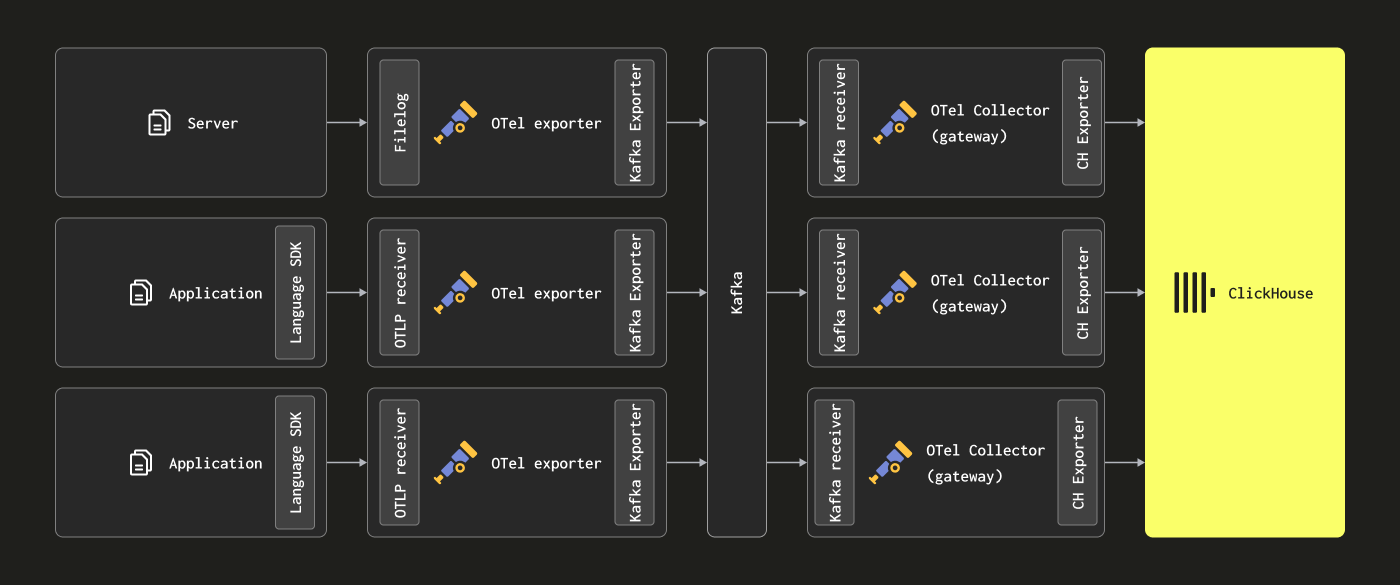 Server
Filelog
OTel exporter
Kafka Exporter
Kafka receiver
OTel Collector
(gateway)
CH Exporter
Application
Language SDK
OTLP receiver
OTel exporter
Kafka Exporter
Kafka
Kafka receiver
OTel Collector
(gateway)
CH Exporter
ClickHouse
Application
Language SDK
OTLP receiver
OTel exporter
Kafka Exporter
Kafka receiver
OTel Collector
(gateway)
CH Exporter